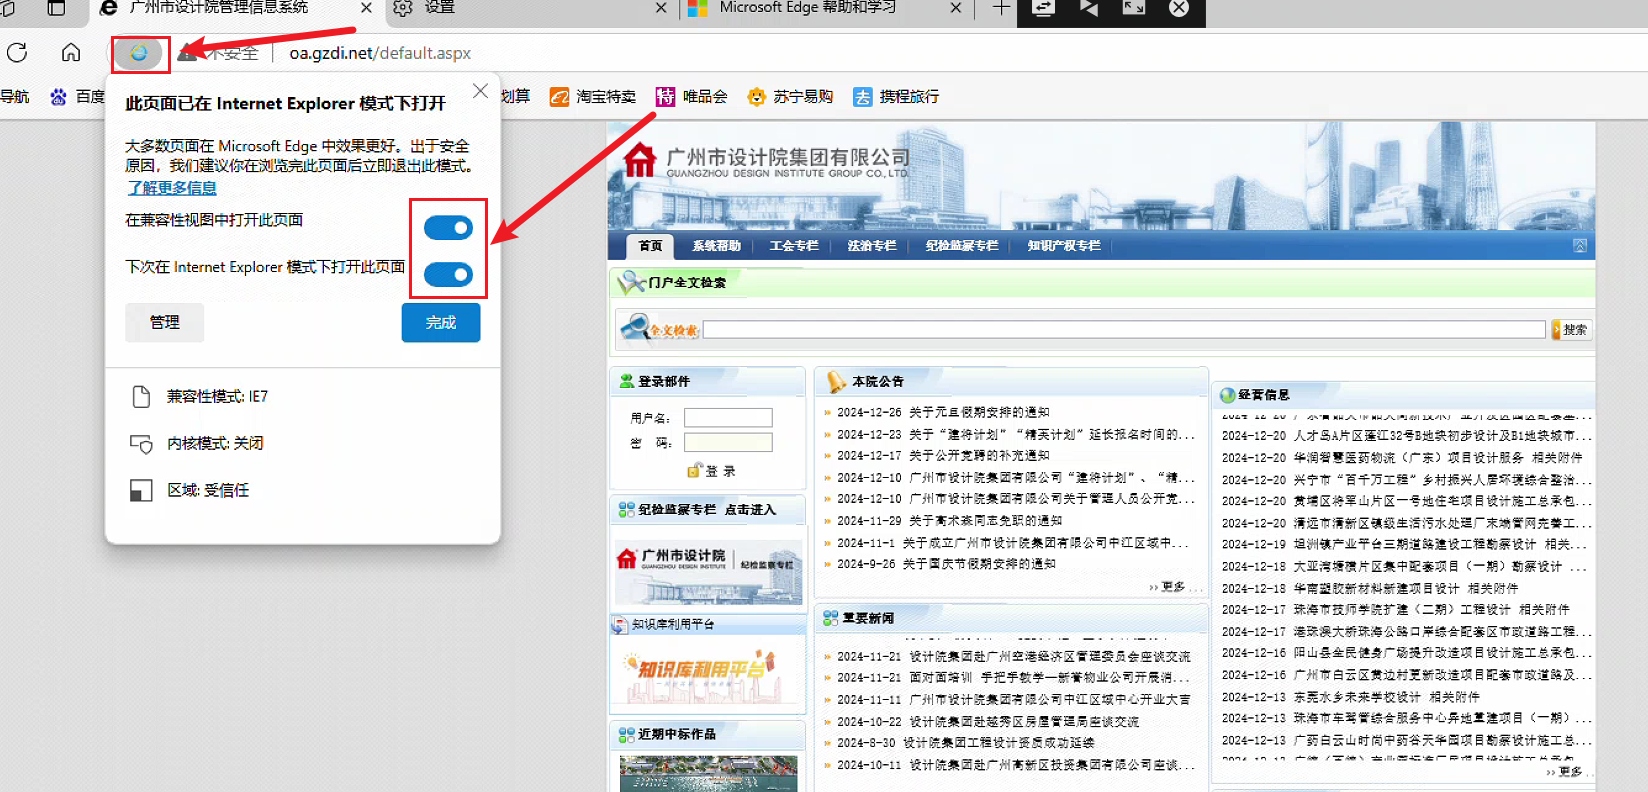 广州市设计院管理信息系统
设置
Microsoft Edge 帮助和学习
不安全
oa.gzdi.net/default.aspx
导航
百度
划算
淘宝特卖
特 唯品会
苏宁易购
去 携程旅行
此页面已在 Internet Explorer 模式下打开
大多数页面在 Microsoft Edge 中效果更好。出于安全
原因，我们建议你在浏览完此页面后立即退出此模式。
了解更多信息
在兼容性视图中打开此页面
下次在 Internet Explorer 模式下打开此页面
管理
完成
兼容性模式: IE7
内核模式: 关闭
区域: 受信任
广州市设计院集团有限公司
GUANGZHOU DESIGN INSTITUTE GROUP CO.,LTD.
首页
系统帮助
工会专栏
法治专栏
纪检监察专栏
知识产权专栏
门户全文检索
全文检索:
搜索
登录邮件
用户名:
密 码:
登 录
纪检监察专栏 点击进入
广州市设计院
GUANGZHOU DESIGN INSTITUTE
纪检监察专栏
知识库利用平台
知识库利用平台
近期中标作品
本院公告
2024-12-26 关于元旦假期安排的通知
2024-12-23 关于“建将计划”“精英计划”延长报名时间的...
2024-12-17 关于公开竞聘的补充通知
2024-12-10 广州市设计院集团有限公司“建将计划”、“精...
2024-12-10 广州市设计院集团有限公司关于管理人员公开竞...
2024-11-29 关于高术森同志免职的通知
2024-11-1 关于成立广州市设计院集团有限公司中江区域中...
2024-9-26 关于国庆节假期安排的通知
›› 更多 ...
重要新闻
2024-11-21 设计院集团赴广州空港经济区管理委员会座谈交流
2024-11-21 面对面培训 手把手教学—新誉物业公司开展消...
2024-11-11 广州市设计院集团有限公司中江区域中心开业大吉
2024-10-22 设计院集团赴越秀区房屋管理局座谈交流
2024-8-30 设计院集团工程设计资质成功延续
2024-10-11 设计院集团赴广州高新区投资集团有限公司座谈...
经营信息
2024-12-20 人才岛A片区蓬江32号B地块初步设计及B1地块城市...
2024-12-20 华润智慧医药物流（广东）项目设计服务 相关附件
2024-12-20 兴宁市“百千万工程”乡村振兴人居环境综合整治...
2024-12-20 黄埔区将军山片区一号地住宅项目设计施工总承包...
2024-12-20 清远市清新区镇级生活污水处理厂末端管网完善工...
2024-12-19 坦洲镇产业平台三期道路建设工程勘察设计 相关...
2024-12-18 大亚湾塘横片区集中配套项目（一期）勘察设计 ...
2024-12-18 华南塑胶新材料新建项目设计 相关附件
2024-12-17 珠海市技师学院扩建（二期）工程设计 相关附件
2024-12-17 港珠澳大桥珠海公路口岸综合配套区市政道路工程...
2024-12-16 阳山县全民健身广场提升改造项目设计施工总承包...
2024-12-16 广州市白云区黄边村更新改造项目配套市政道路及...
2024-12-13 东莞水乡未来学校设计 相关附件
2024-12-13 珠海市车驾管综合服务中心异地重建项目（一期）...
2024-12-13 广药白云山时尚中药谷天华园项目勘察设计施工总...
›› 更多 ..